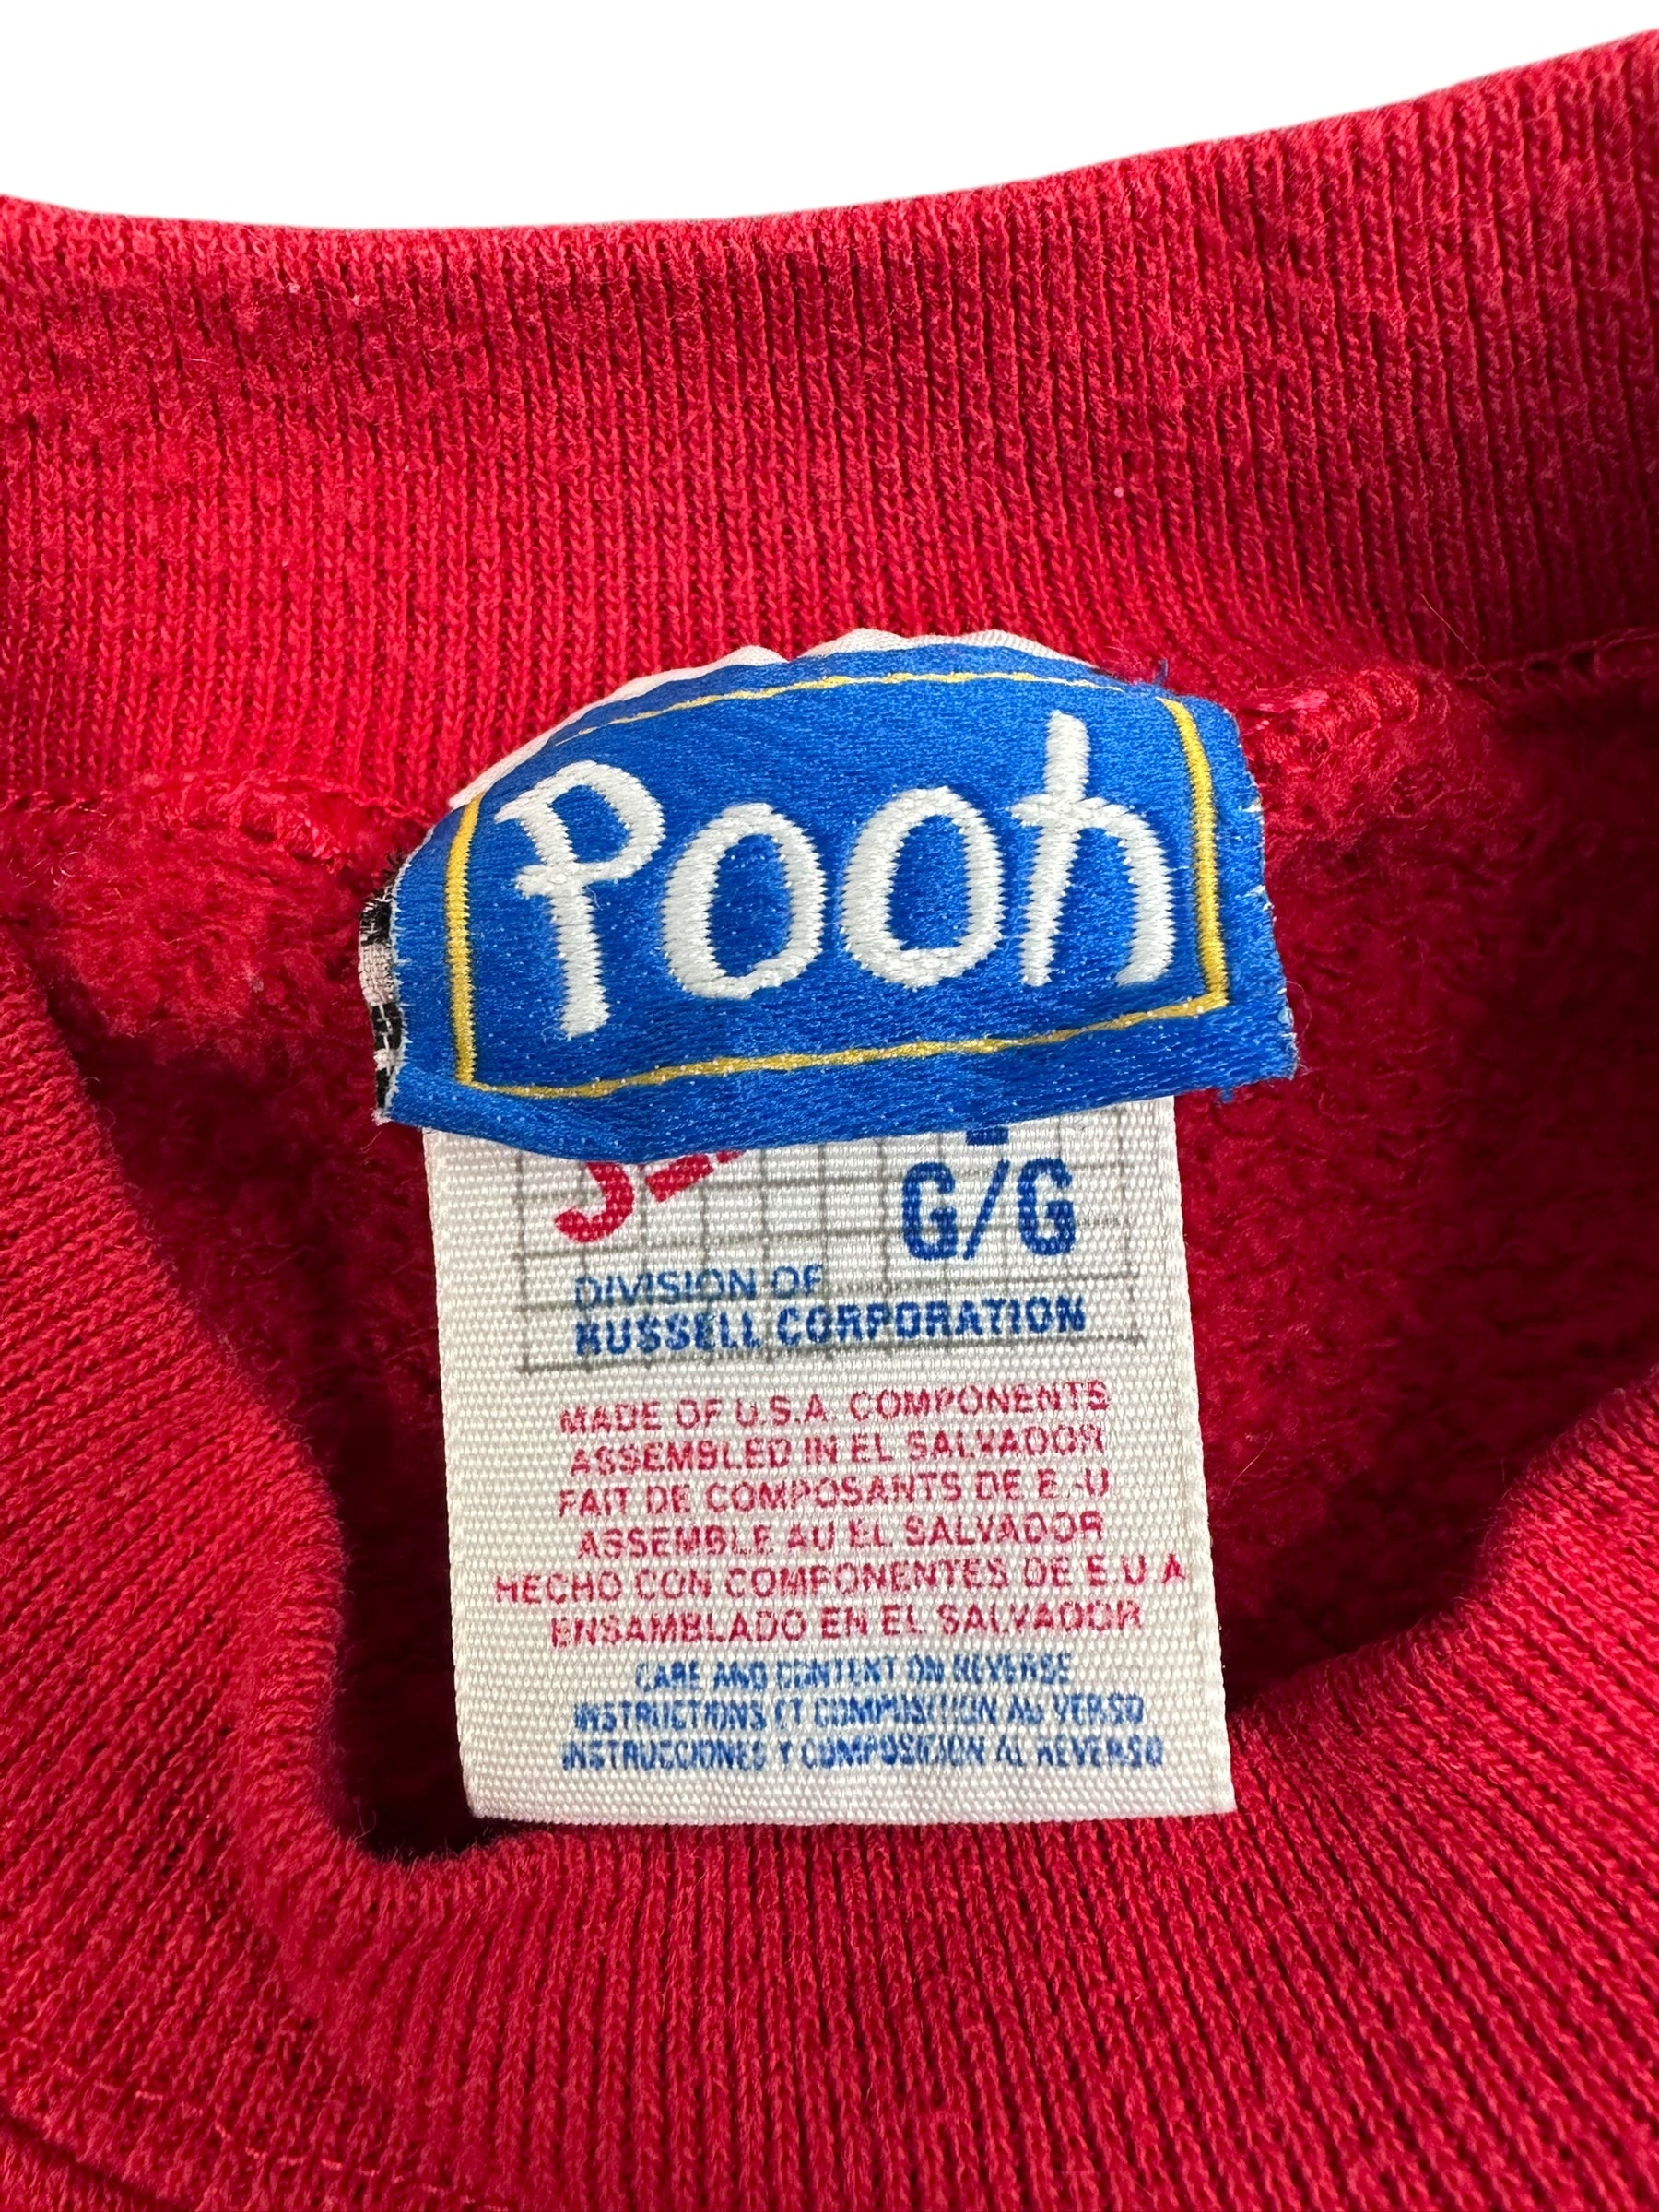 Pooh
G/G
DIVISION OF
RUSSELL CORPORATION
MADE OF U.S.A. COMPONENTS
ASSEMBLED IN EL SALVADOR
FAIT DE COMPOSANTS DE E.-U
ASSEMBLE AU EL SALVADOR
HECHO CON COMPONENTES DE E.U.A
ENSAMBLADO EN EL SALVADOR
CARE AND CONTENT ON REVERSE
INSTRUCTIONS ET COMPOSITION AU VERSO
INSTRUCCIONES Y COMPOSICION AL REVERSO